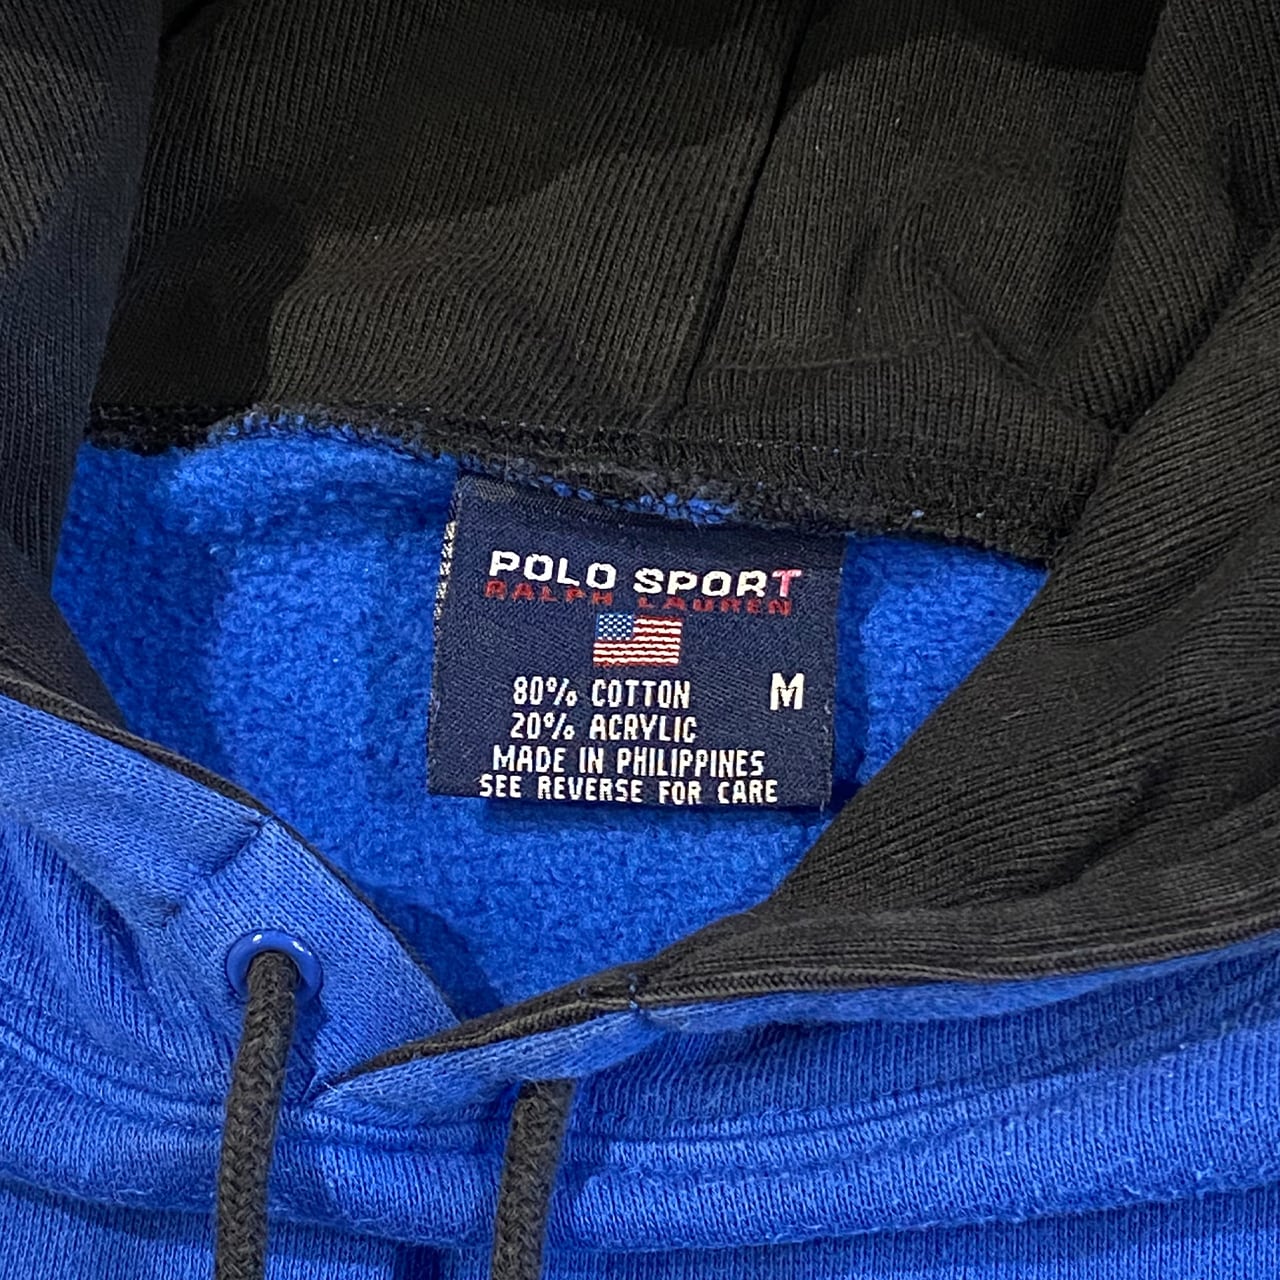 POLO SPORT
RALPH LAUREN
80% COTTON
M
20% ACRYLIC
MADE IN PHILIPPINES
SEE REVERSE FOR CARE